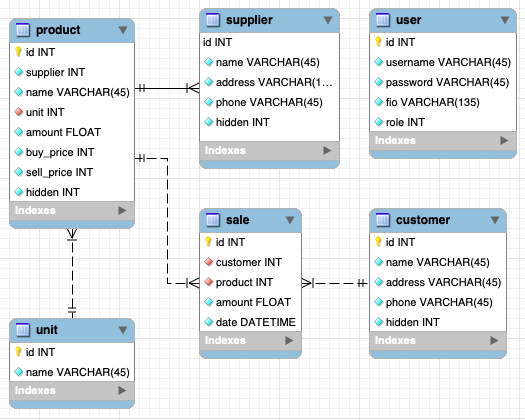 product
id INT
supplier INT
name VARCHAR(45)
unit INT
amount FLOAT
buy_price INT
sell_price INT
hidden INT
Indexes
supplier
id INT
name VARCHAR(45)
address VARCHAR(1...
phone VARCHAR(45)
hidden INT
Indexes
user
id INT
username VARCHAR(45)
password VARCHAR(45)
fio VARCHAR(135)
role INT
Indexes
unit
id INT
name VARCHAR(45)
Indexes
sale
id INT
customer INT
product INT
amount FLOAT
date DATETIME
Indexes
customer
id INT
name VARCHAR(45)
address VARCHAR(45)
phone VARCHAR(45)
hidden INT
Indexes